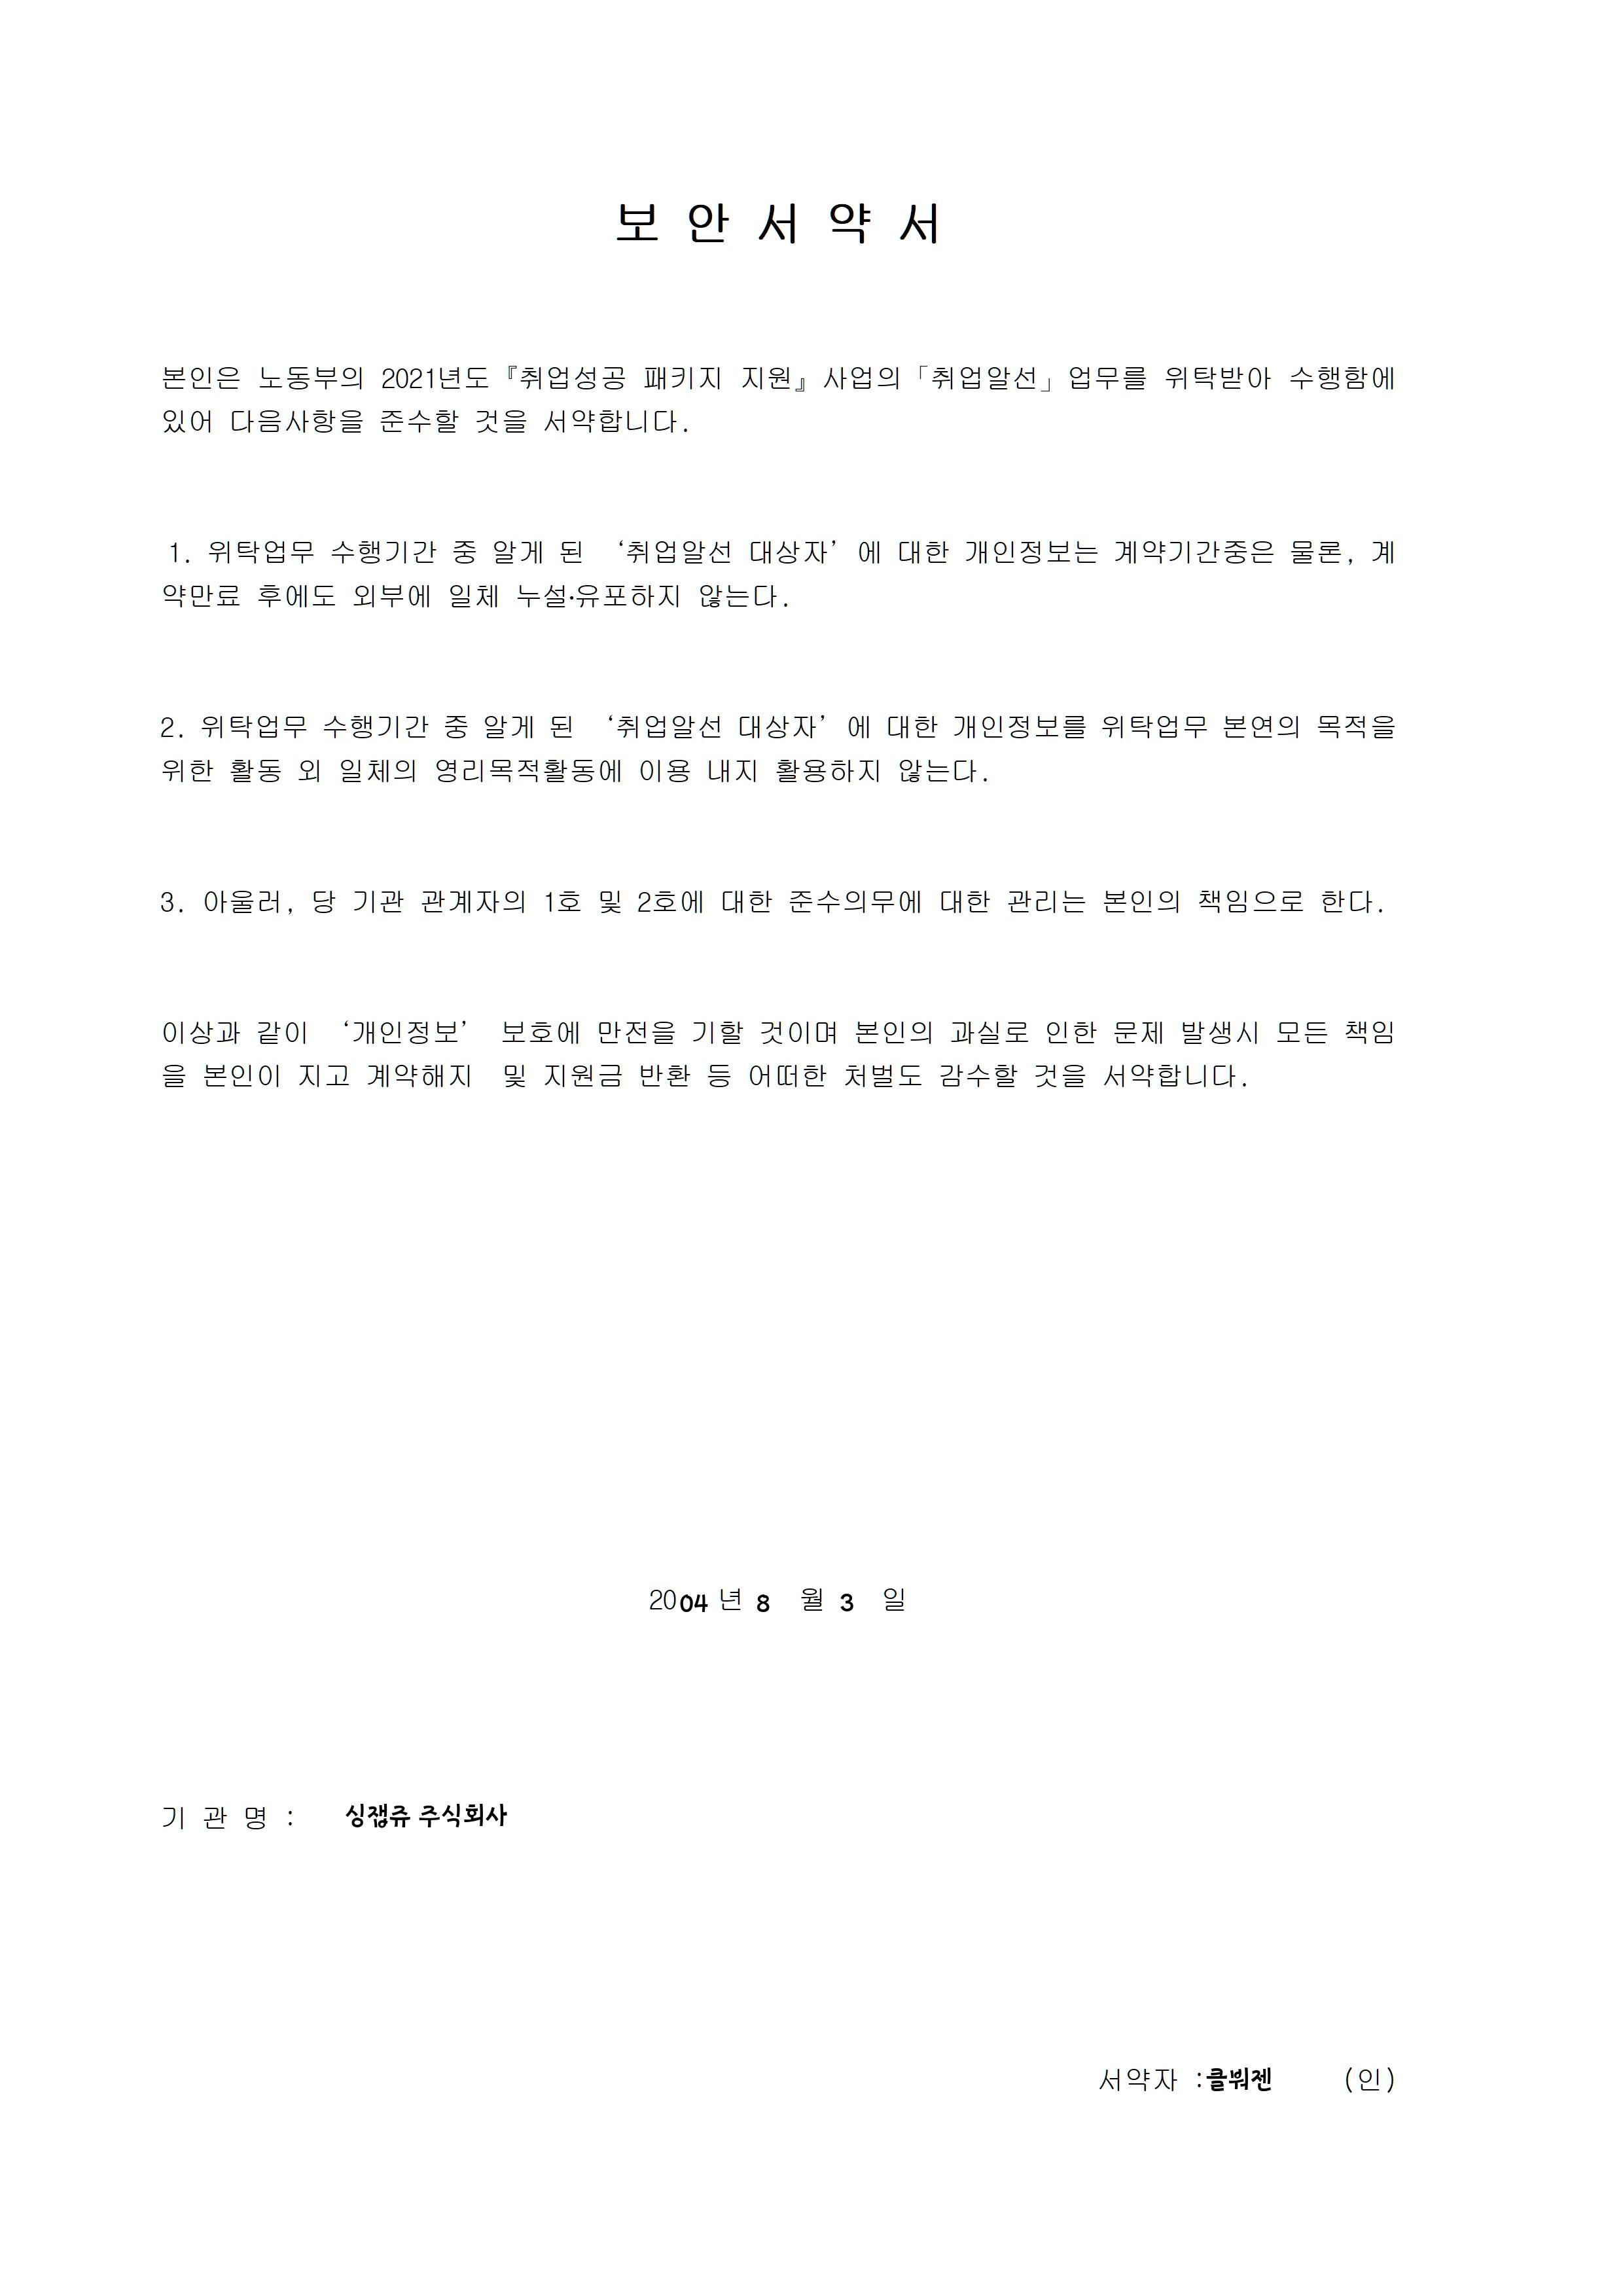 보 안 서 약 서
본인은 노동부의 2021년도『취업성공 패키지 지원』사업의「취업알선」업무를 위탁받아 수행함에
있어 다음사항을 준수할 것을 서약합니다.
1. 위탁업무 수행기간 중 알게 된 ‘취업알선 대상자’에 대한 개인정보는 계약기간중은 물론, 계
약만료 후에도 외부에 일체 누설·유포하지 않는다.
2. 위탁업무 수행기간 중 알게 된 ‘취업알선 대상자’에 대한 개인정보를 위탁업무 본연의 목적을
위한 활동 외 일체의 영리목적활동에 이용 내지 활용하지 않는다.
3. 아울러, 당 기관 관계자의 1호 및 2호에 대한 준수의무에 대한 관리는 본인의 책임으로 한다.
이상과 같이 ‘개인정보’ 보호에 만전을 기할 것이며 본인의 과실로 인한 문제 발생시 모든 책임
을 본인이 지고 계약해지 및 지원금 반환 등 어떠한 처벌도 감수할 것을 서약합니다.
2004 년 8 월 3 일
기 관 명 : 싱잻쥬 주식회사
서약자 :클붜젠 (인)